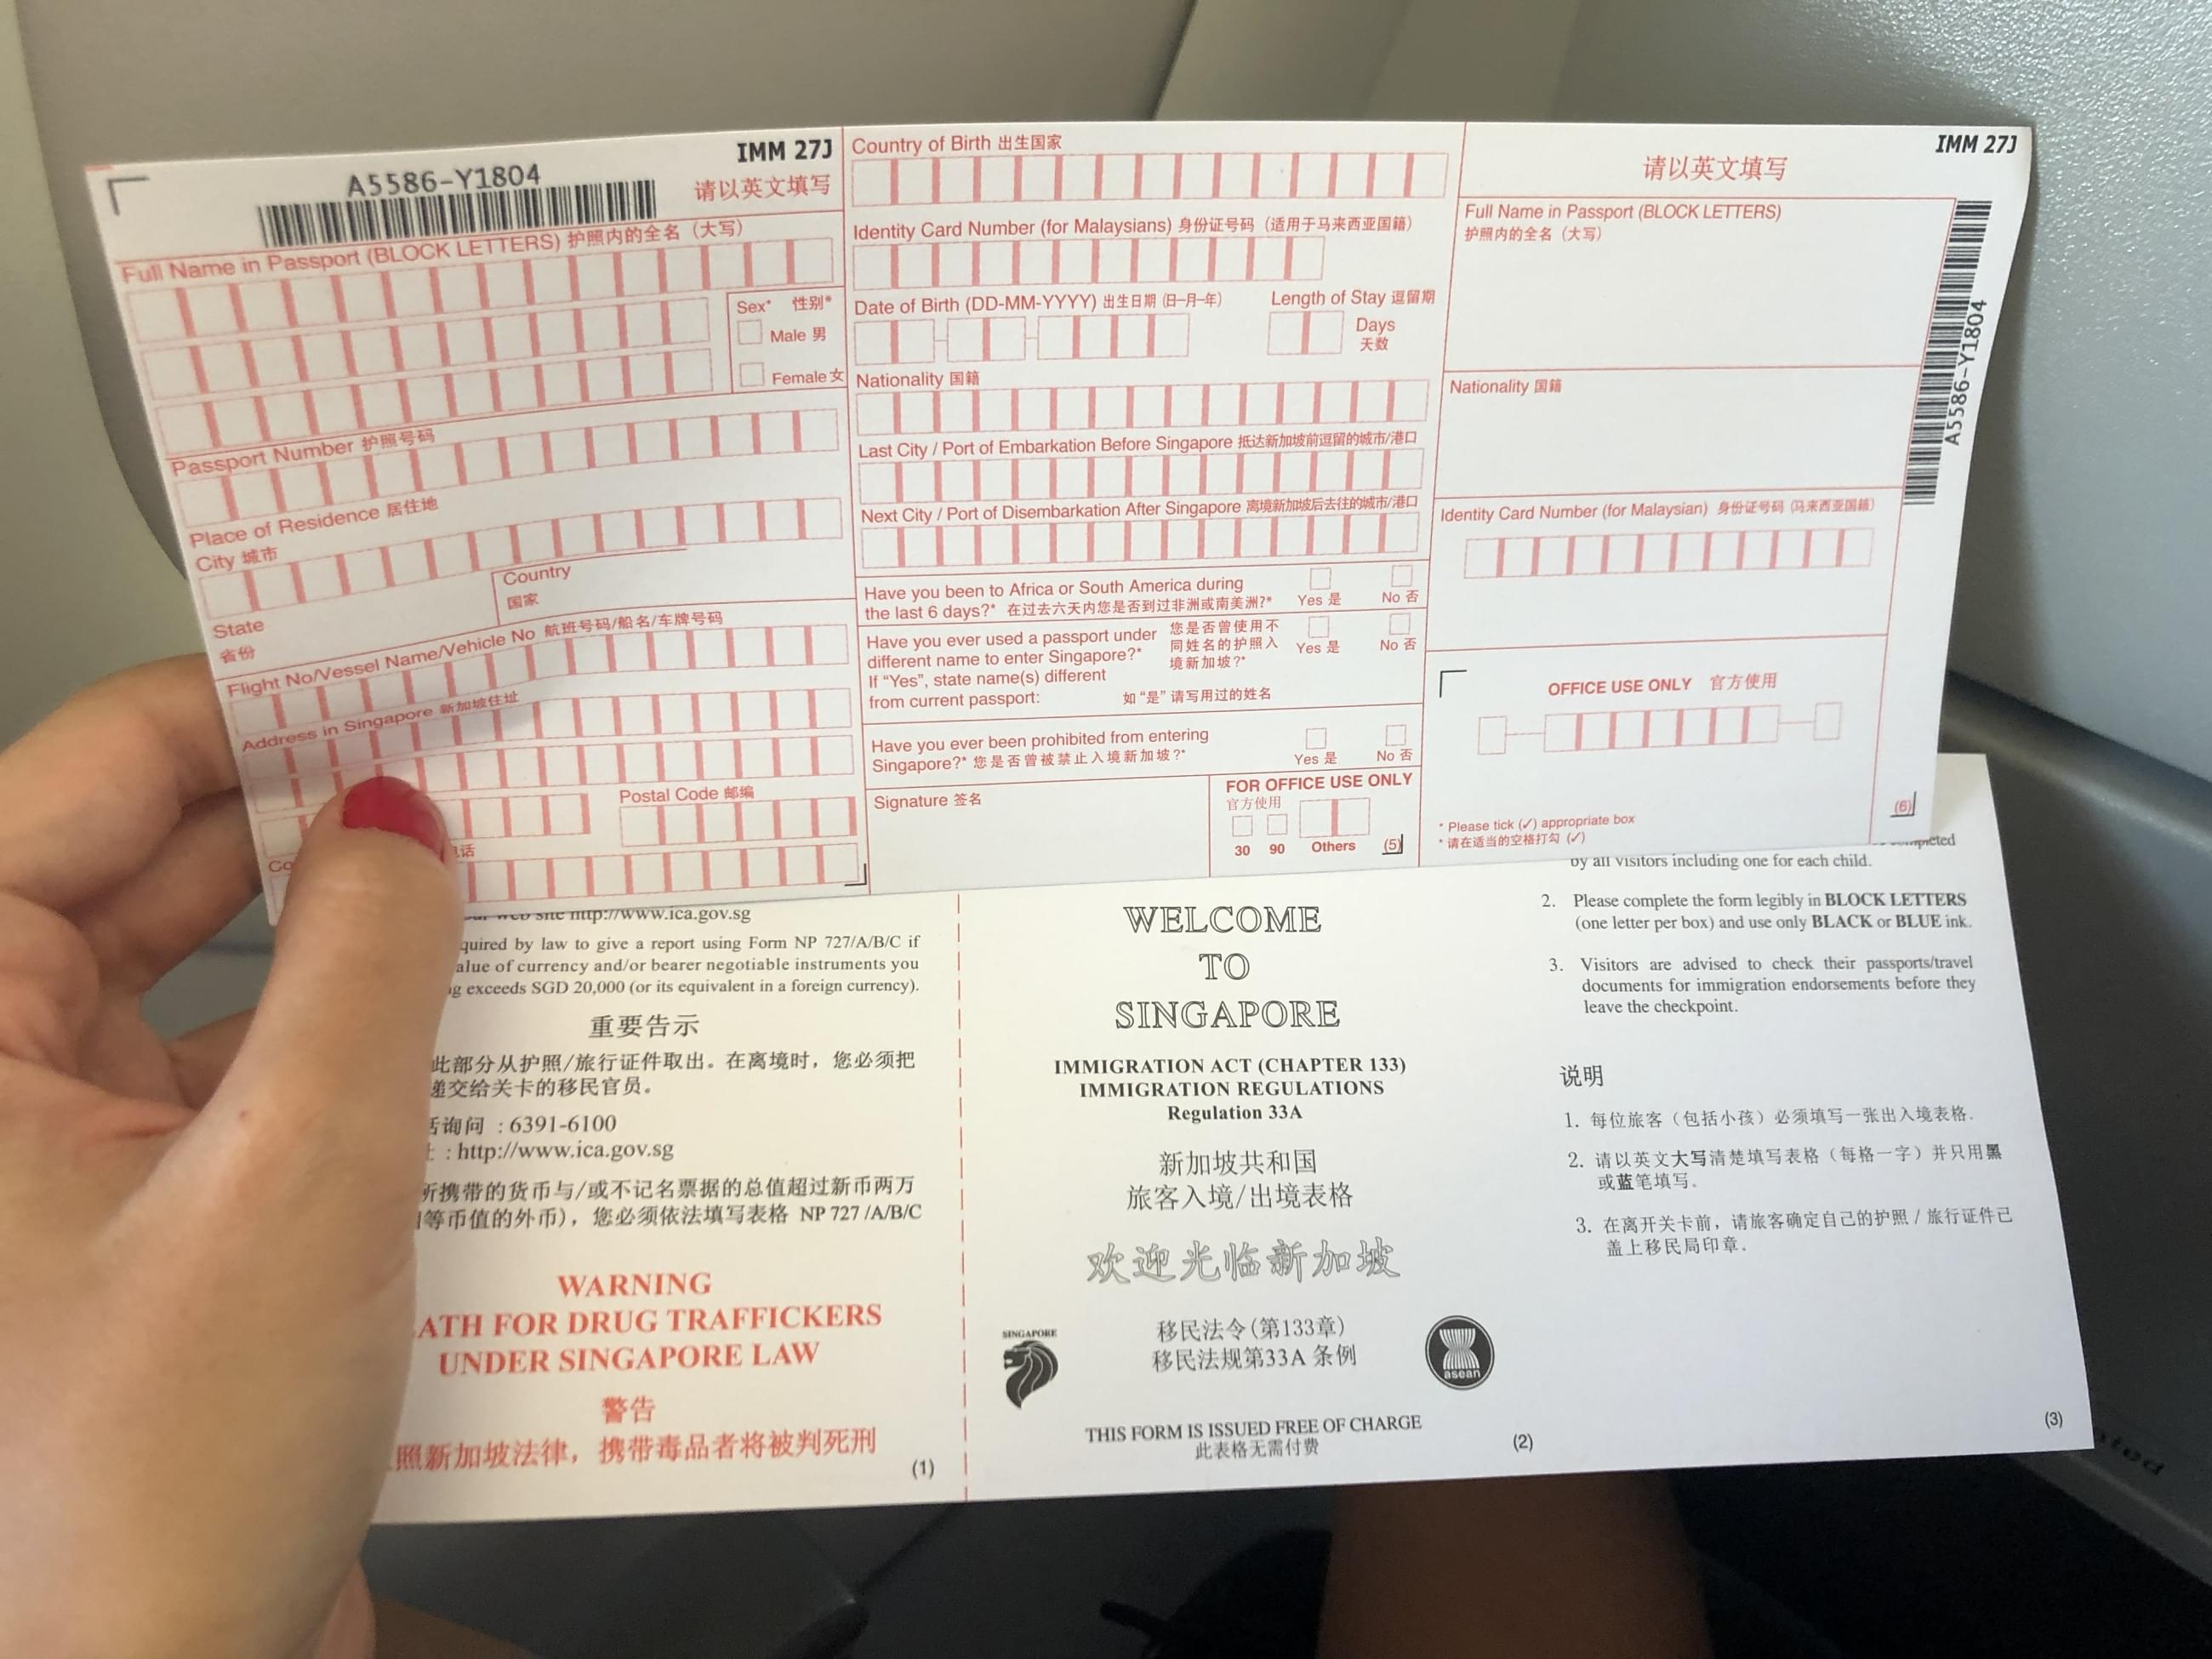 A5586-Y1804
IMM 27J
请以英文填写
Full Name in Passport (BLOCK LETTERS) 护照内的全名（大写）
Sex* 性别*
Male 男
Female 女
Passport Number 护照号码
Place of Residence 居住地
City 城市
State
省份
Country
国家
Flight No/Vessel Name/Vehicle No 航班号码/船名/车牌号码
Address in Singapore 新加坡住址
Postal Code 邮编
Country of Birth 出生国家
Identity Card Number (for Malaysians) 身份证号码（适用于马来西亚国籍）
Date of Birth (DD-MM-YYYY) 出生日期（日—月—年）
Length of Stay 逗留期
Days
天数
Nationality 国籍
Last City / Port of Embarkation Before Singapore 抵达新加坡前逗留的城市/港口
Next City / Port of Disembarkation After Singapore 离境新加坡后去往的城市/港口
Have you been to Africa or South America during
the last 6 days?* 在过去六天内您是否到过非洲或南美洲?*
Yes 是
No 否
Have you ever used a passport under
different name to enter Singapore?*
If “Yes”, state name(s) different
from current passport:
您是否曾使用不
同姓名的护照入
境新加坡?*
如“是”请写用过的姓名
Yes 是
No 否
Have you ever been prohibited from entering
Singapore?* 您是否曾被禁止入境新加坡?*
Yes 是
No 否
Signature 签名
FOR OFFICE USE ONLY
官方使用
30 90 Others
(5)
IMM 27J
请以英文填写
Full Name in Passport (BLOCK LETTERS)
护照内的全名（大写）
Nationality 国籍
Identity Card Number (for Malaysian) 身份证号码（马来西亚国籍）
OFFICE USE ONLY 官方使用
* Please tick (✓) appropriate box
* 请在适当的空格打勾 (✓)
(6)
A5586-Y1804
web site http://www.ica.gov.sg
by law to give a report using Form NP 727/A/B/C if
of currency and/or bearer negotiable instruments you
exceeds SGD 20,000 (or its equivalent in a foreign currency).
重要告示
此部分从护照/旅行证件取出。在离境时，您必须把
递交给关卡的移民官员。
询问 : 6391-6100
: http://www.ica.gov.sg
所携带的货币与/或不记名票据的总值超过新币两万
等币值的外币），您必须依法填写表格 NP 727 /A/B/C
WARNING
FOR DRUG TRAFFICKERS
UNDER SINGAPORE LAW
警告
照新加坡法律，携带毒品者将被判死刑
(1)
WELCOME
TO
SINGAPORE
IMMIGRATION ACT (CHAPTER 133)
IMMIGRATION REGULATIONS
Regulation 33A
新加坡共和国
旅客入境/出境表格
欢迎光临新加坡
移民法令(第133章)
移民法规第33A 条例
SINGAPORE
asean
THIS FORM IS ISSUED FREE OF CHARGE
此表格无需付费
(2)
by all visitors including one for each child.
2. Please complete the form legibly in BLOCK LETTERS
(one letter per box) and use only BLACK or BLUE ink.
3. Visitors are advised to check their passports/travel
documents for immigration endorsements before they
leave the checkpoint.
说明
1. 每位旅客（包括小孩）必须填写一张出入境表格.
2. 请以英文大写清楚填写表格（每格一字）并只用黑
或蓝笔填写.
3. 在离开关卡前，请旅客确定自己的护照 / 旅行证件已
盖上移民局印章.
(3)